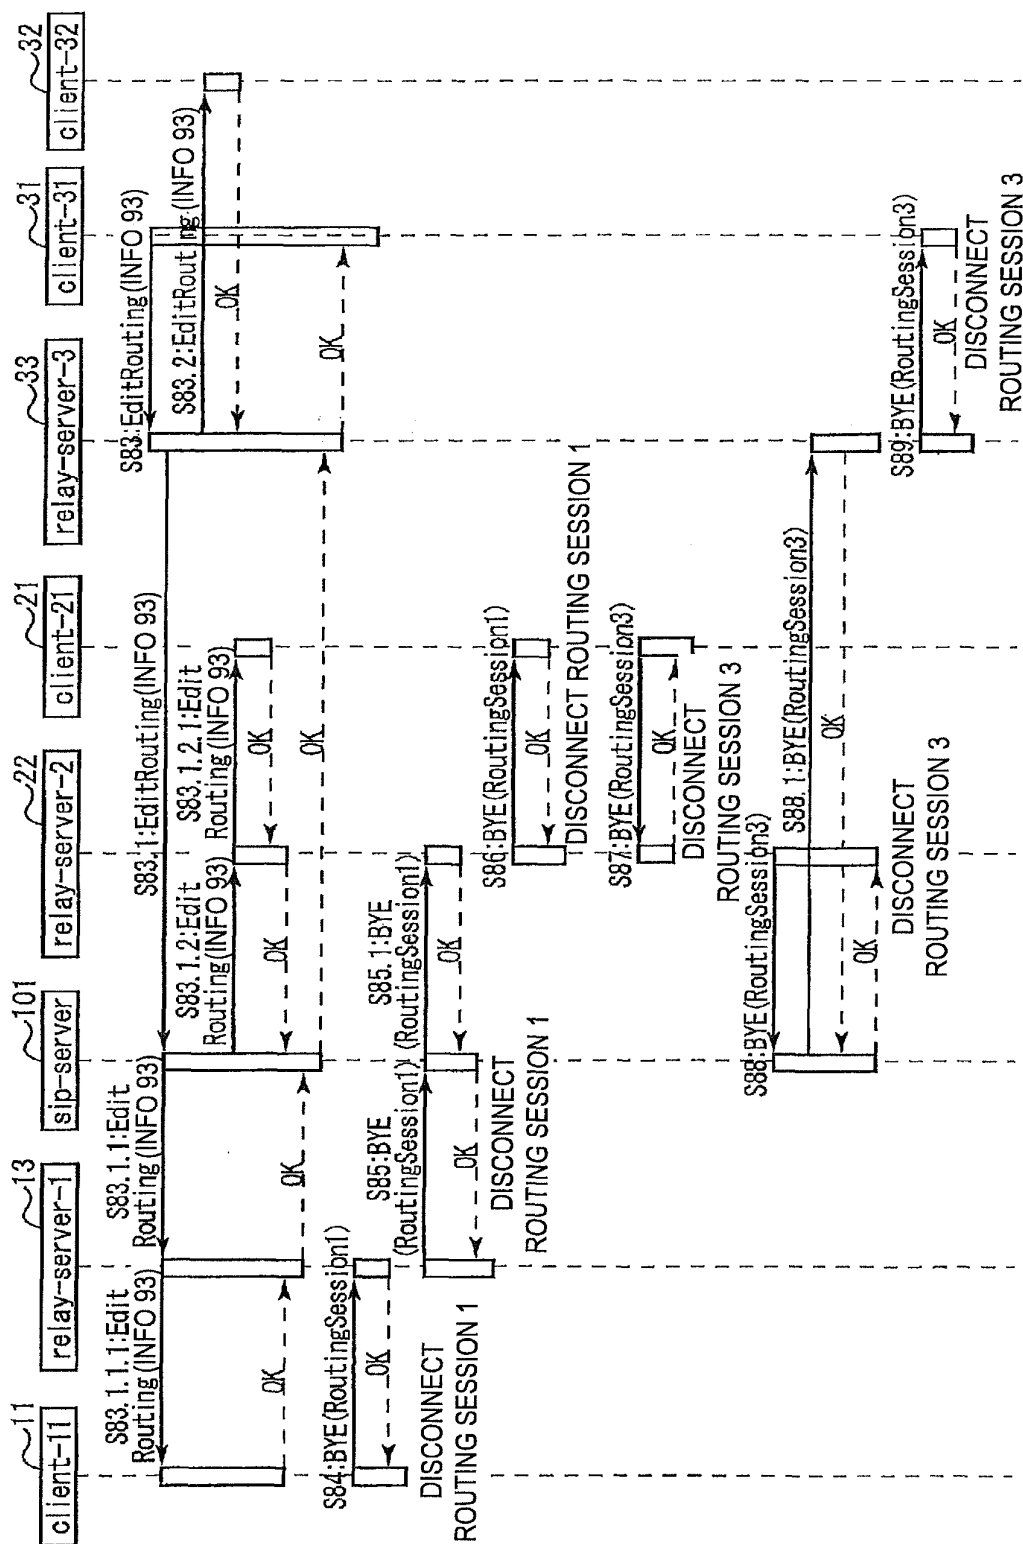 11
client-11
13
relay-server-1
101
sip-server
22
relay-server-2
21
client-21
33
relay-server-3
31
client-31
32
client-32
S83:EditRouting(INFO 93)
S83.1:EditRouting(INFO 93)
S83.1.1:Edit
Routing(INFO 93)
S83.1.1.1:Edit
Routing(INFO 93)
S83.2:EditRouting(INFO 93)
OK
S83.1.2:Edit
Routing(INFO 93)
S83.1.2.1:Edit
Routing(INFO 93)
OK
OK
OK
OK
OK
OK
S84:BYE(RoutingSession1)
OK
DISCONNECT
ROUTING SESSION 1
S85:BYE
(RoutingSession1)
S85.1:BYE
(RoutingSession1)
OK
OK
DISCONNECT
ROUTING SESSION 1
S86:BYE(RoutingSession1)
OK
DISCONNECT ROUTING SESSION 1
S87:BYE(RoutingSession3)
OK
DISCONNECT
ROUTING SESSION 3
S88:BYE(RoutingSession3)
S88.1:BYE(RoutingSession3)
OK
OK
DISCONNECT
ROUTING SESSION 3
S89:BYE(RoutingSession3)
OK
DISCONNECT
ROUTING SESSION 3